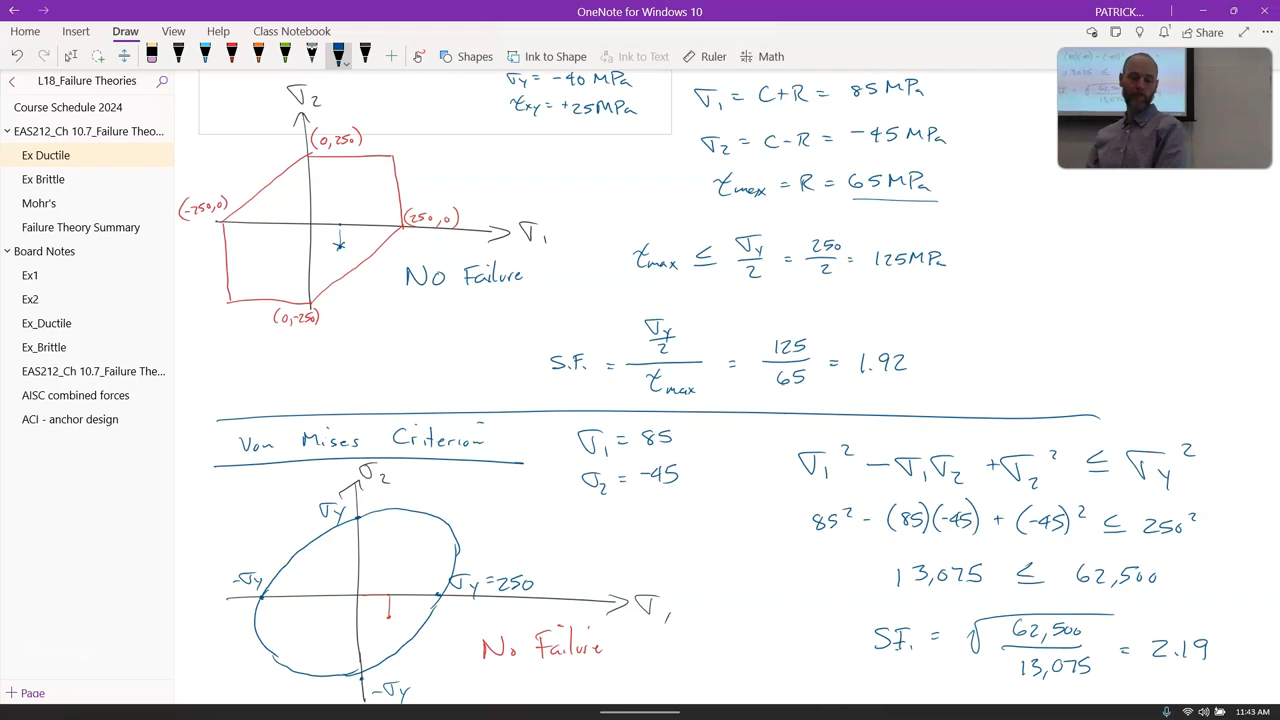 OneNote for Windows 10
PATRICK...
Home
Insert
Draw
View
Help
Class Notebook
Share
Shapes
Ink to Shape
Ink to Text
Ruler
Math
L18_Failure Theories
Course Schedule 2024
EAS212_Ch 10.7_Failure Theo...
Ex Ductile
Ex Brittle
Mohr's
Failure Theory Summary
Board Notes
Ex1
Ex2
Ex_Ductile
Ex_Brittle
EAS212_Ch 10.7_Failure The...
AISC combined forces
ACI - anchor design
+ Page
σy = -40 MPa
τxy = +25MPa
σ2
(0,250)
(-250,0)
(250,0)
σ1
(0,-250)
No Failure
σ1 = C+R = 85 MPa
σ2 = C-R = -45 MPa
τmax = R = 65 MPa
τmax ≤ σy/2 = 250/2 = 125MPa
S.F. = (σy/2)/τmax = 125/65 = 1.92
Von Mises Criterion
σ1 = 85
σ2 = -45
σ2
σy
-σy
σy = 250
σ1
-σy
No Failure
σ1² - σ1σ2 + σ2² ≤ σy²
85² - (85)(-45) + (-45)² ≤ 250²
13,075 ≤ 62,500
S.F. = √(62,500/13,075) = 2.19
11:43 AM